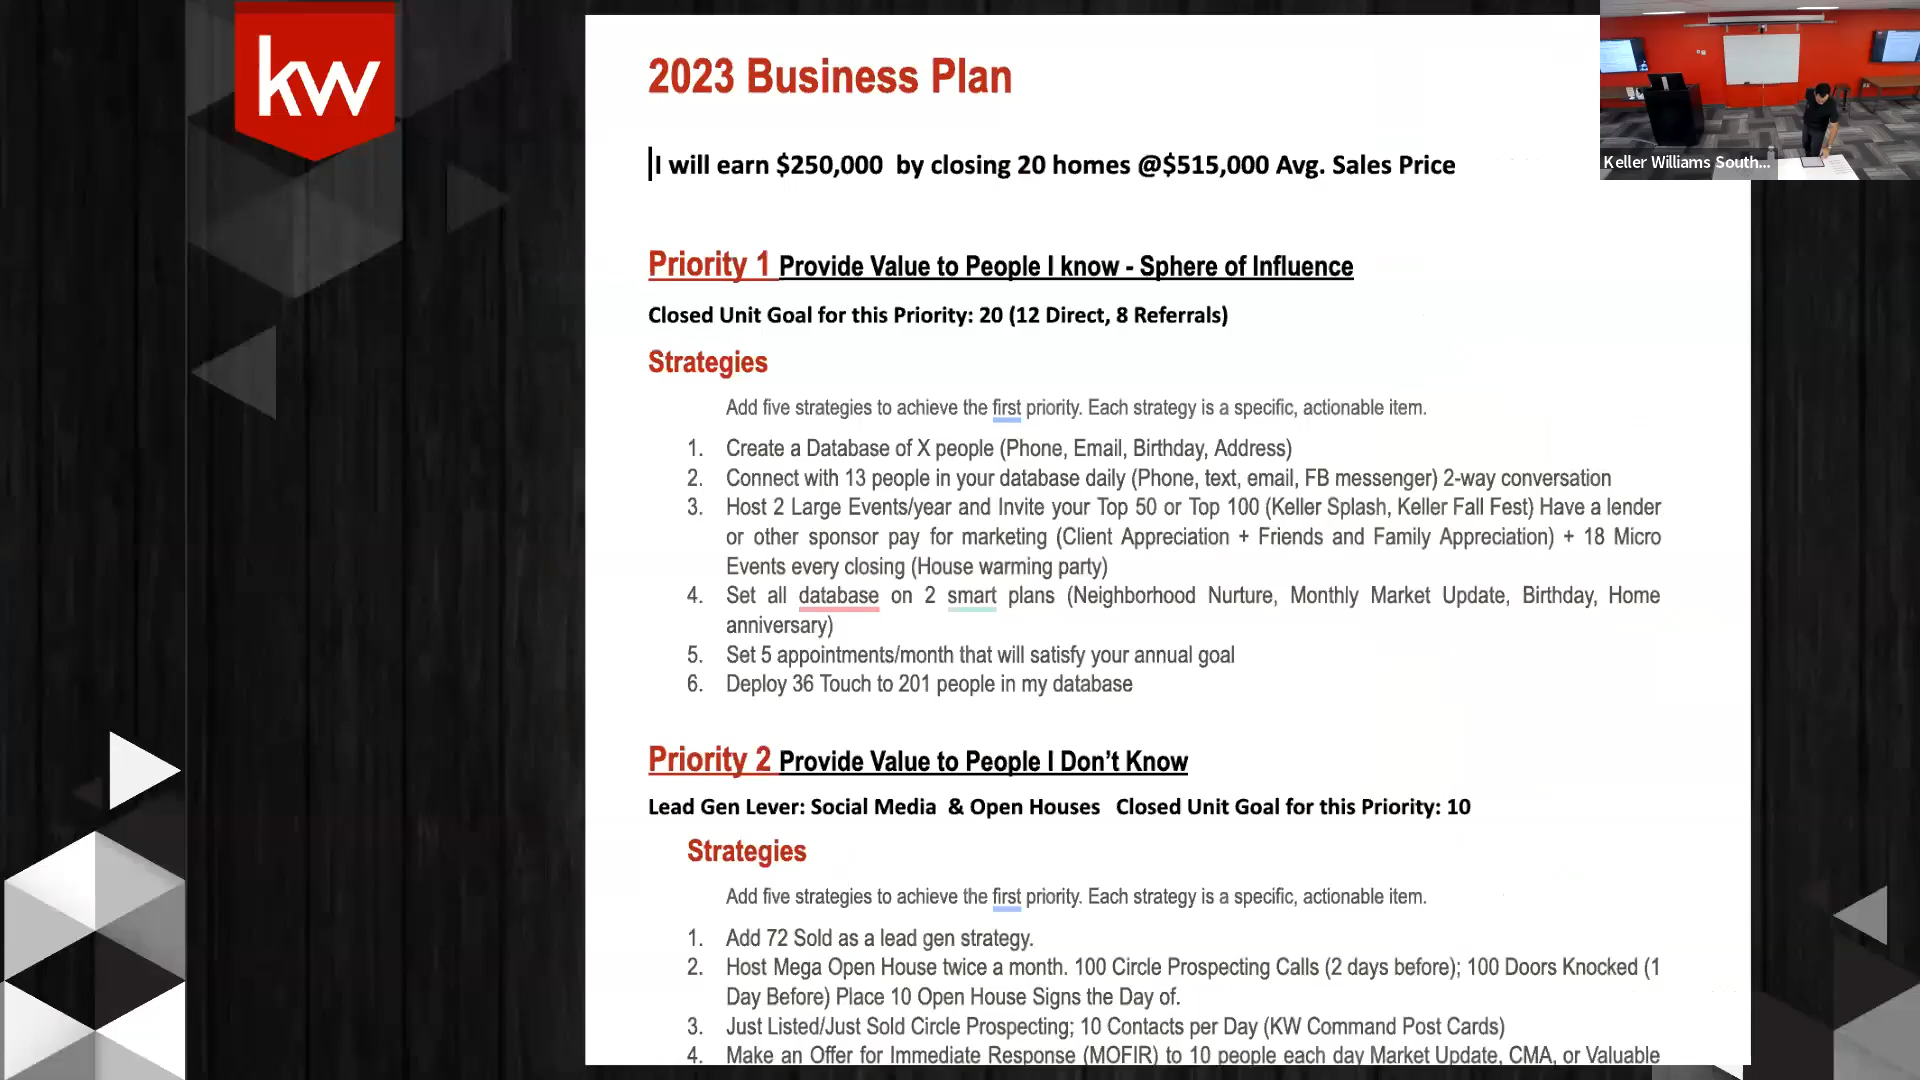 kw
2023 Business Plan
I will earn $250,000 by closing 20 homes @$515,000 Avg. Sales Price
Keller Williams South...
Priority 1 Provide Value to People I know - Sphere of Influence
Closed Unit Goal for this Priority: 20 (12 Direct, 8 Referrals)
Strategies
Add five strategies to achieve the first priority. Each strategy is a specific, actionable item.
1. Create a Database of X people (Phone, Email, Birthday, Address)
2. Connect with 13 people in your database daily (Phone, text, email, FB messenger) 2-way conversation
3. Host 2 Large Events/year and Invite your Top 50 or Top 100 (Keller Splash, Keller Fall Fest) Have a lender
or other sponsor pay for marketing (Client Appreciation + Friends and Family Appreciation) + 18 Micro
Events every closing (House warming party)
4. Set all database on 2 smart plans (Neighborhood Nurture, Monthly Market Update, Birthday, Home
anniversary)
5. Set 5 appointments/month that will satisfy your annual goal
6. Deploy 36 Touch to 201 people in my database
Priority 2 Provide Value to People I Don't Know
Lead Gen Lever: Social Media & Open Houses Closed Unit Goal for this Priority: 10
Strategies
Add five strategies to achieve the first priority. Each strategy is a specific, actionable item.
1. Add 72 Sold as a lead gen strategy.
2. Host Mega Open House twice a month. 100 Circle Prospecting Calls (2 days before); 100 Doors Knocked (1
Day Before) Place 10 Open House Signs the Day of.
3. Just Listed/Just Sold Circle Prospecting; 10 Contacts per Day (KW Command Post Cards)
4. Make an Offer for Immediate Response (MOFIR) to 10 people each day Market Update, CMA, or Valuable